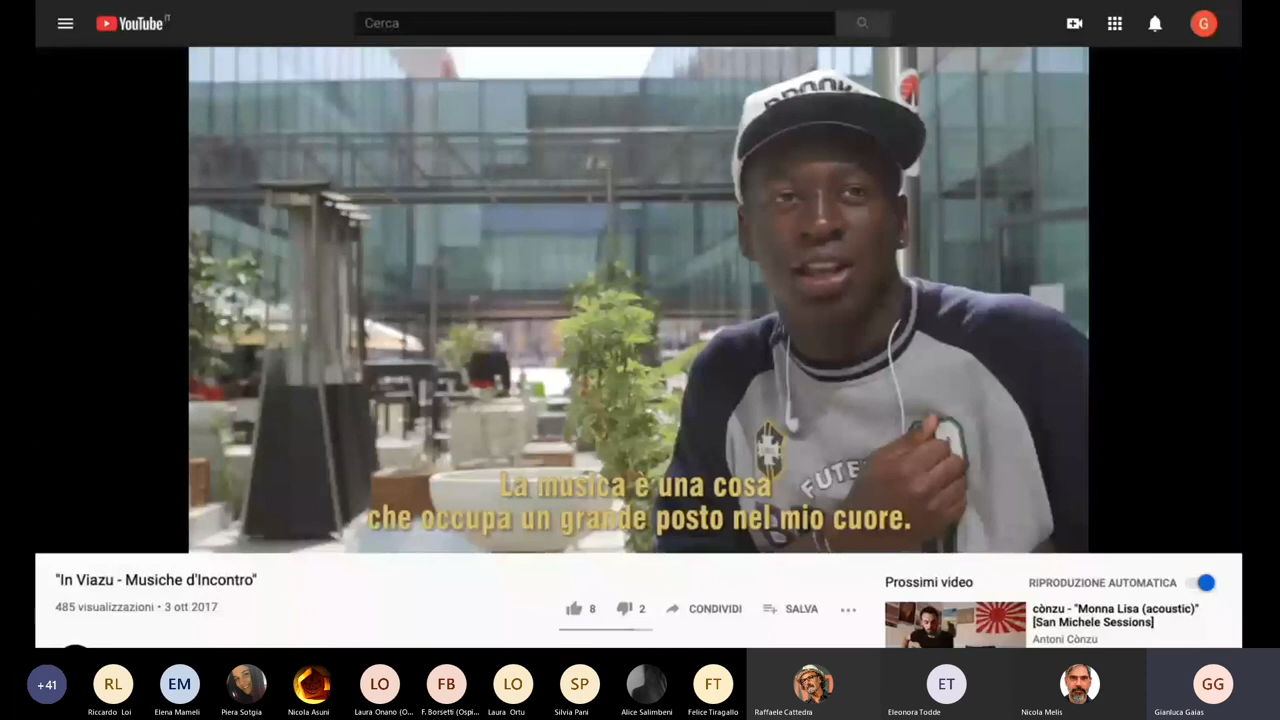 YouTube IT
Cerca
G
BROOK
FUTE
La musica è una cosa
che occupa un grande posto nel mio cuore.
"In Viazu - Musiche d'Incontro"
485 visualizzazioni • 3 ott 2017
8
2
CONDIVIDI
SALVA
Prossimi video
RIPRODUZIONE AUTOMATICA
cònzu - "Monna Lisa (acoustic)"
[San Michele Sessions]
Antoni Cònzu
+41
RL
EM
LO
FB
LO
SP
FT
ET
GG
Riccardo Loi
Elena Mameli
Piera Sotgia
Nicola Asuni
Laura Onano (O...
F. Borsetti (Ospi...
Laura Ortu
Silvia Pani
Alice Salimbeni
Felice Tiragallo
Raffaele Cattedra
Eleonora Todde
Nicola Melis
Gianluca Gaias